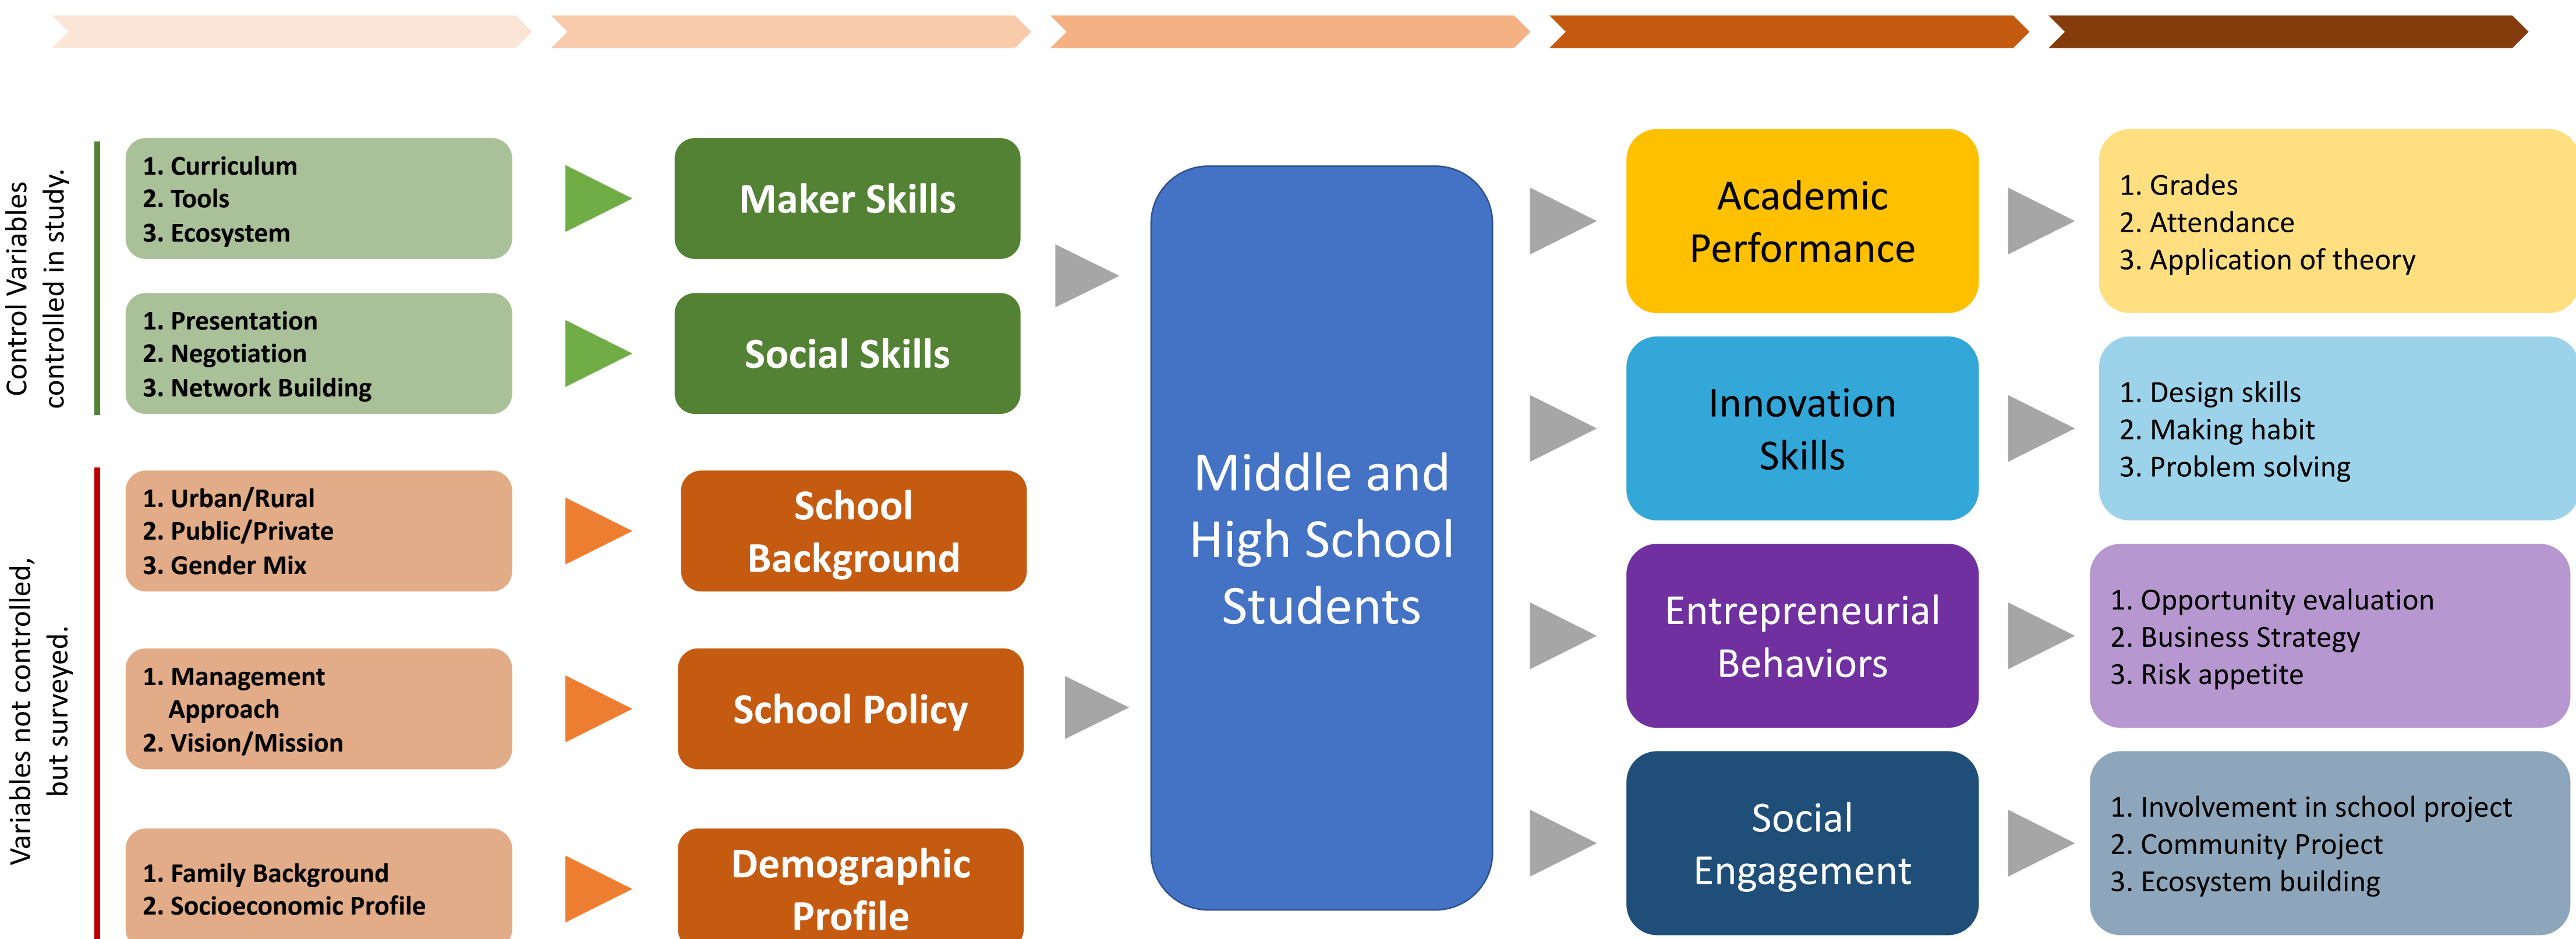 Control Variables
controlled in study.
1. Curriculum
2. Tools
3. Ecosystem
Maker Skills
1. Presentation
2. Negotiation
3. Network Building
Social Skills
Variables not controlled,
but surveyed.
1. Urban/Rural
2. Public/Private
3. Gender Mix
School
Background
1. Management
Approach
2. Vision/Mission
School Policy
1. Family Background
2. Socioeconomic Profile
Demographic
Profile
Middle and
High School
Students
Academic
Performance
1. Grades
2. Attendance
3. Application of theory
Innovation
Skills
1. Design skills
2. Making habit
3. Problem solving
Entrepreneurial
Behaviors
1. Opportunity evaluation
2. Business Strategy
3. Risk appetite
Social
Engagement
1. Involvement in school project
2. Community Project
3. Ecosystem building